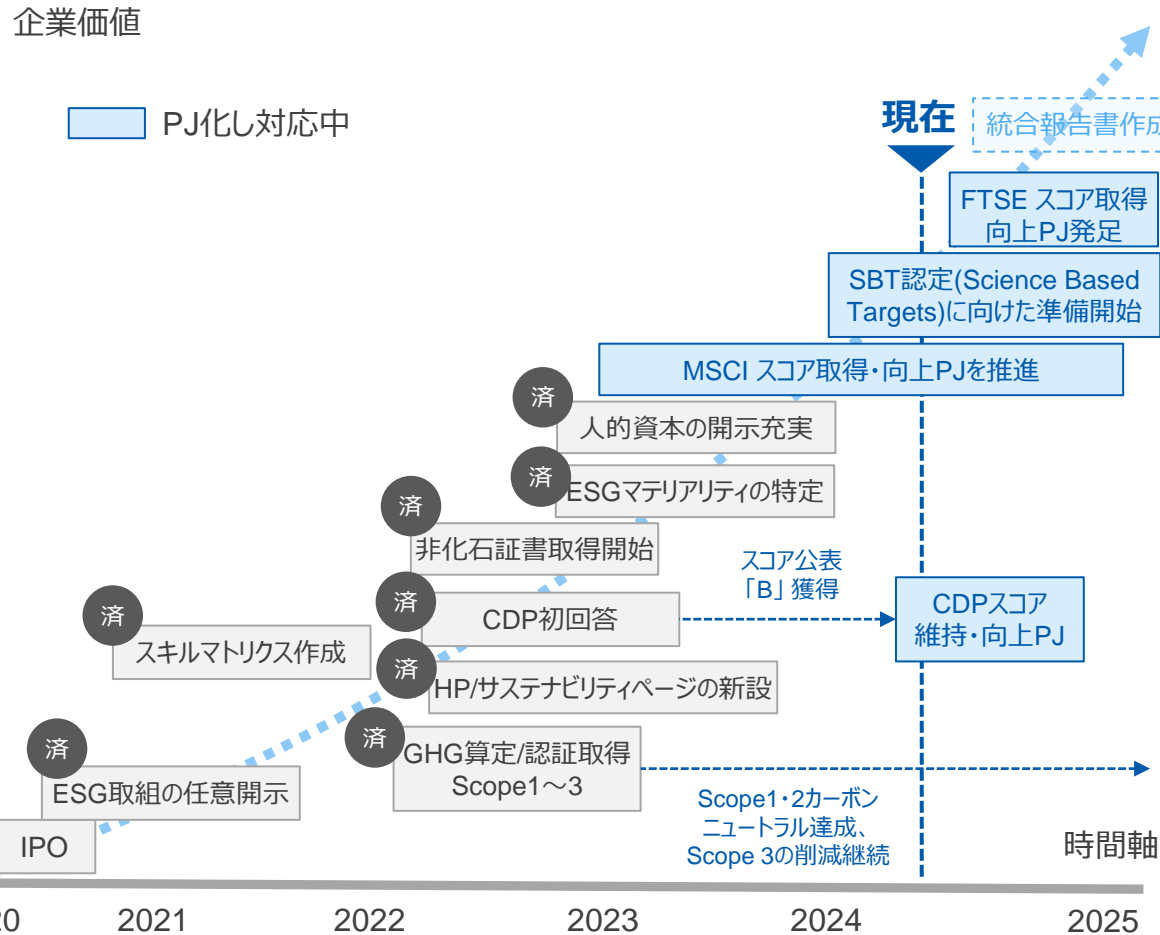 企業価値
PJ化し対応中
現在
統合報告書作成
FTSE スコア取得
向上PJ発足
SBT認定(Science Based
Targets)に向けた準備開始
MSCI スコア取得・向上PJを推進
済
人的資本の開示充実
済
ESGマテリアリティの特定
済
非化石証書取得開始
スコア公表
「B」獲得
済
CDP初回答
CDPスコア
維持・向上PJ
済
スキルマトリクス作成
済
HP/サステナビリティページの新設
済
GHG算定/認証取得
Scope1～3
済
ESG取組の任意開示
Scope1・2カーボン
ニュートラル達成、
Scope 3の削減継続
IPO
時間軸
20
2021
2022
2023
2024
2025